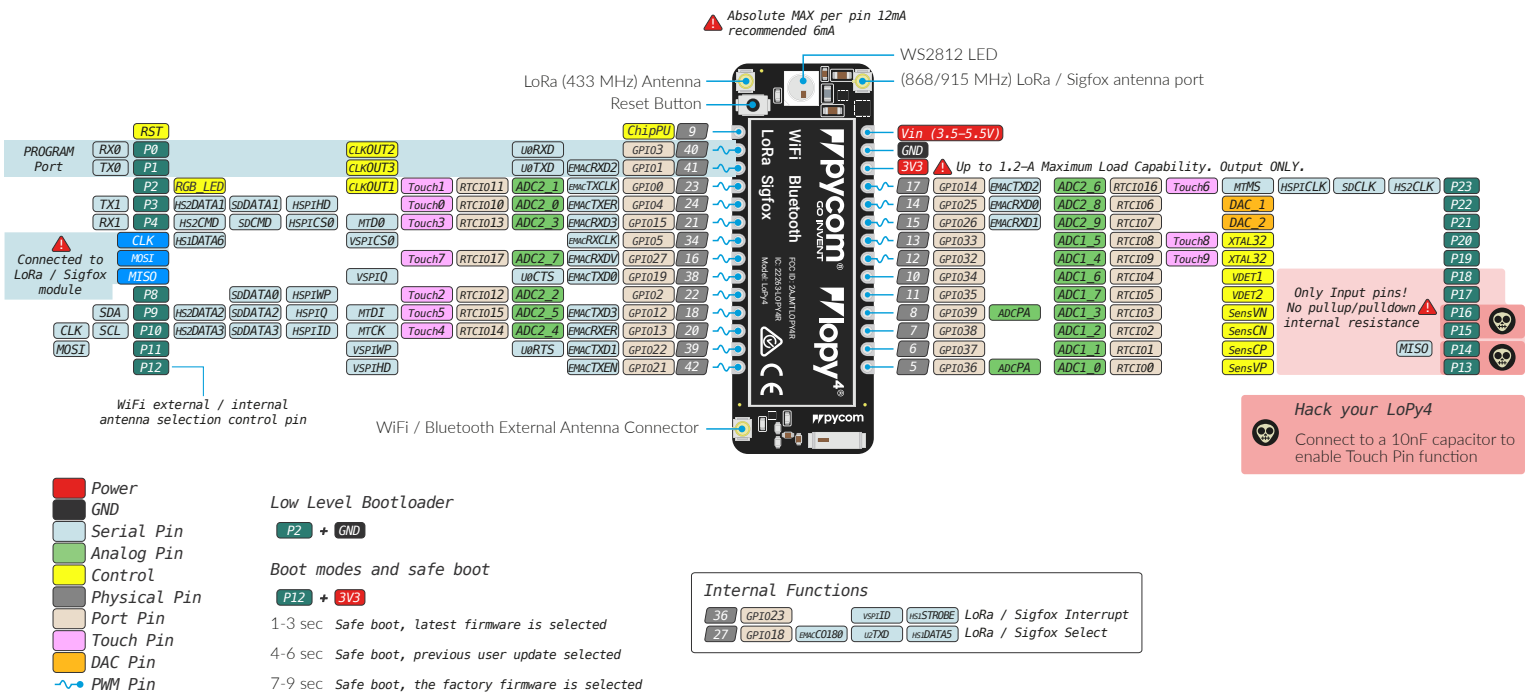 Absolute MAX per pin 12mA
recommended 6mA
WS2812 LED
LoRa (433 MHz) Antenna
(868/915 MHz) LoRa / Sigfox antenna port
Reset Button
RST ChipPU 9 Vin (3.5–5.5V)
PROGRAM
Port
RX0 P0 CLKOUT2 U0RXD GPIO3 40 GND
TX0 P1 CLKOUT3 U0TXD EMACRXD2 GPIO1 41 3V3 Up to 1.2–A Maximum Load Capability. Output ONLY.
P2 RGB_LED CLKOUT1 Touch1 RTCIO11 ADC2_1 EMACTXCLK GPIO0 23 17 GPIO14 EMACTXD2 ADC2_6 RTCIO16 Touch6 MTMS HSPICLK SDCLK HS2CLK P23
TX1 P3 HS2DATA1 SDDATA1 HSPIHD Touch0 RTCIO10 ADC2_0 EMACTXER GPIO4 24 14 GPIO25 EMACRXD0 ADC2_8 RTCIO6 DAC_1 P22
RX1 P4 HS2CMD SDCMD HSPICS0 MTDO Touch3 RTCIO13 ADC2_3 EMACRXD3 GPIO15 21 15 GPIO26 EMACRXD1 ADC2_9 RTCIO7 DAC_2 P21
CLK HS1DATA6 VSPICS0 EMACRXCLK GPIO5 34 13 GPIO33 ADC1_5 RTCIO8 Touch8 XTAL32 P20
MOSI Touch7 RTCIO17 ADC2_7 EMACRXDV GPIO27 16 12 GPIO32 ADC1_4 RTCIO9 Touch9 XTAL32 P19
MISO VSPIQ U0CTS EMACTXD0 GPIO19 38 10 GPIO34 ADC1_6 RTCIO4 VDET1 P18
Connected to
LoRa / Sigfox
module
P8 SDDATA0 HSPIWP Touch2 RTCIO12 ADC2_2 GPIO2 22 11 GPIO35 ADC1_7 RTCIO5 VDET2 P17
SDA P9 HS2DATA2 SDDATA2 HSPIQ MTDI Touch5 RTCIO15 ADC2_5 EMACTXD3 GPIO12 18 8 GPIO39 ADCPA ADC1_3 RTCIO3 SensVN P16
CLK SCL P10 HS2DATA3 SDDATA3 HSPIID MTCK Touch4 RTCIO14 ADC2_4 EMACRXER GPIO13 20 7 GPIO38 ADC1_2 RTCIO2 SensCN P15
MOSI P11 VSPIWP U0RTS EMACTXD1 GPIO22 39 6 GPIO37 ADC1_1 RTCIO1 SensCP MISO P14
P12 VSPIHD EMACTXEN GPIO21 42 5 GPIO36 ADCPA ADC1_0 RTCIO0 SensVP P13
Only Input pins!
No pullup/pulldown
internal resistance
LoRa Sigfox
WiFi Bluetooth
pycom®
GO INVENT
FCC ID: 2AJMTLOPY4R
IC: 22263-LOPY4R
Model: LoPy4
lopy4®
CE
pycom
WiFi external / internal
antenna selection control pin
WiFi / Bluetooth External Antenna Connector
Hack your LoPy4
Connect to a 10nF capacitor to
enable Touch Pin function
Power
GND
Serial Pin
Analog Pin
Control
Physical Pin
Port Pin
Touch Pin
DAC Pin
PWM Pin
Low Level Bootloader
P2 + GND
Boot modes and safe boot
P12 + 3V3
1-3 sec Safe boot, latest firmware is selected
4-6 sec Safe boot, previous user update selected
7-9 sec Safe boot, the factory firmware is selected
Internal Functions
36 GPIO23 VSPIID HS1STROBE LoRa / Sigfox Interrupt
27 GPIO18 EMACCO180 U2TXD HS1DATA5 LoRa / Sigfox Select